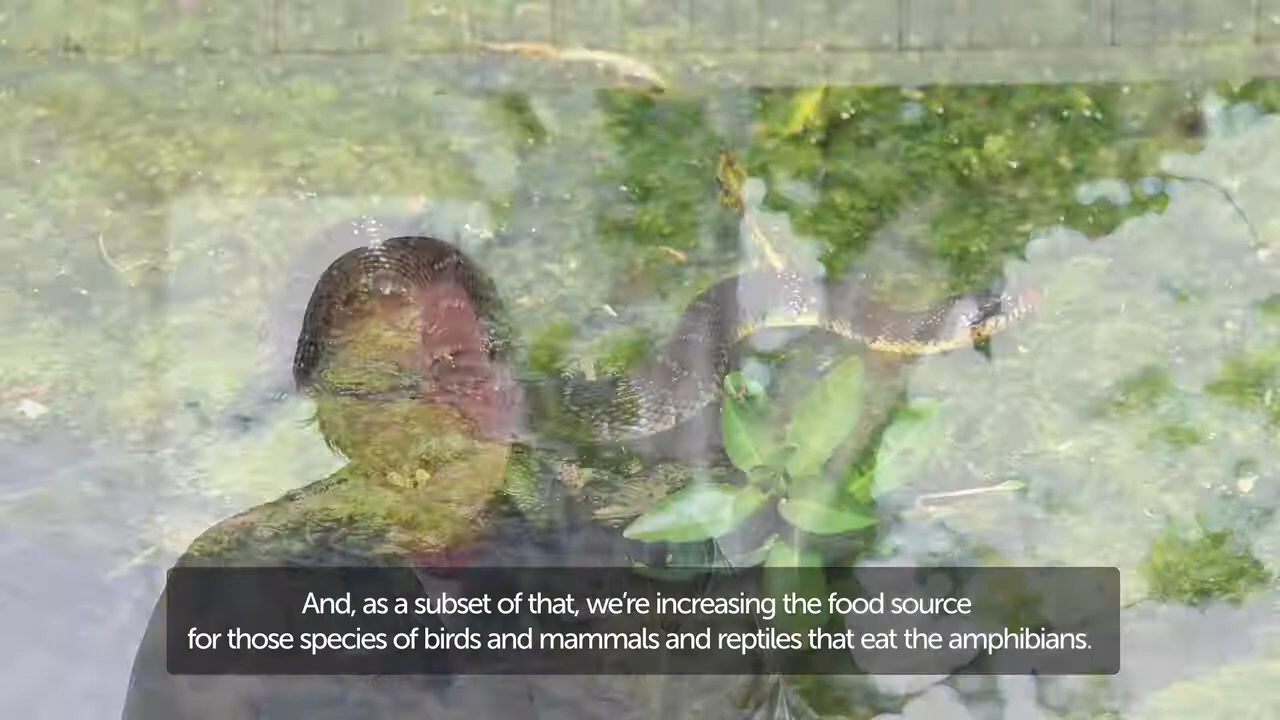 And, as a subset of that, we're increasing the food source
for those species of birds and mammals and reptiles that eat the amphibians.